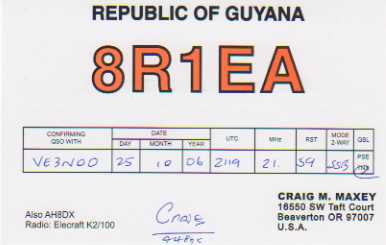 REPUBLIC OF GUYANA
8R1EA
CONFIRMING QSO WITH DATE UTC MHz RST MODE 2-WAY QSL
DAY MONTH YEAR
VE3NOO 25 10 06 2119 21. 59 SSB PSE TNX
CRAIG M. MAXEY
16550 SW Taft Court
Beaverton OR 97007
U.S.A.
Also AH8DX
Radio: Elecraft K2/100
Craig